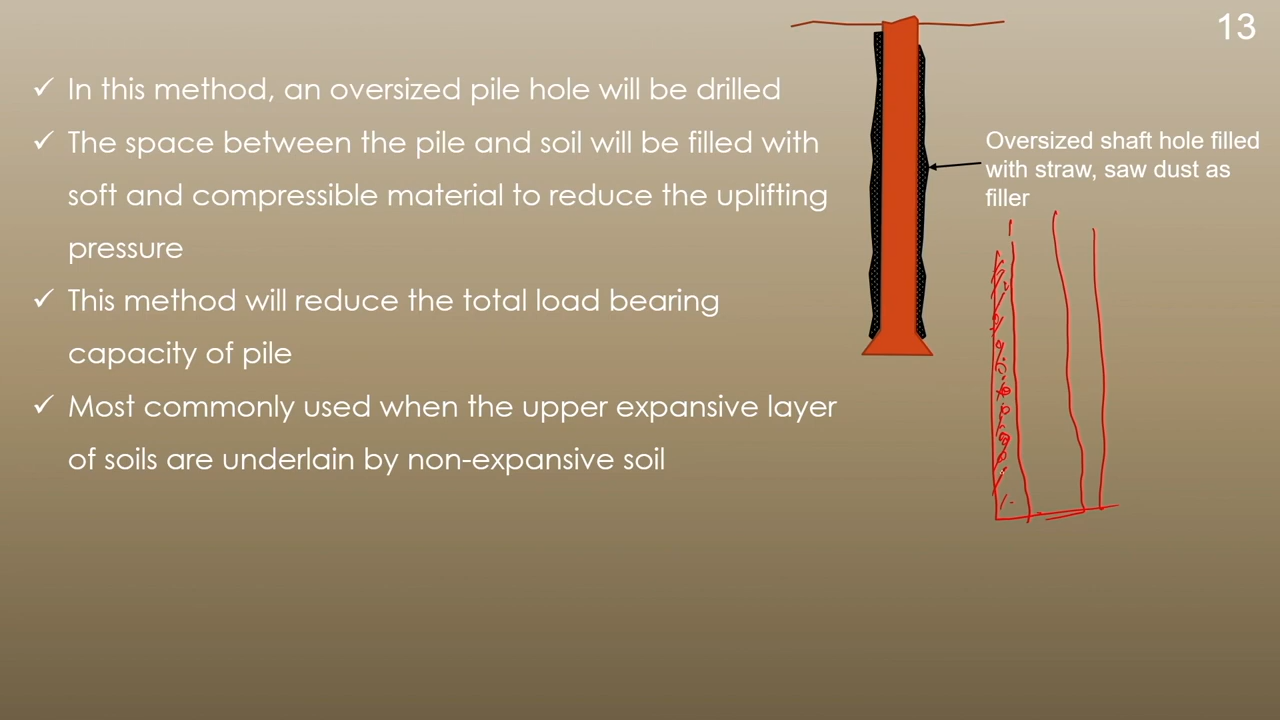 13
✓ In this method, an oversized pile hole will be drilled
✓ The space between the pile and soil will be filled with
soft and compressible material to reduce the uplifting
pressure
✓ This method will reduce the total load bearing
capacity of pile
✓ Most commonly used when the upper expansive layer
of soils are underlain by non-expansive soil
Oversized shaft hole filled
with straw, saw dust as
filler